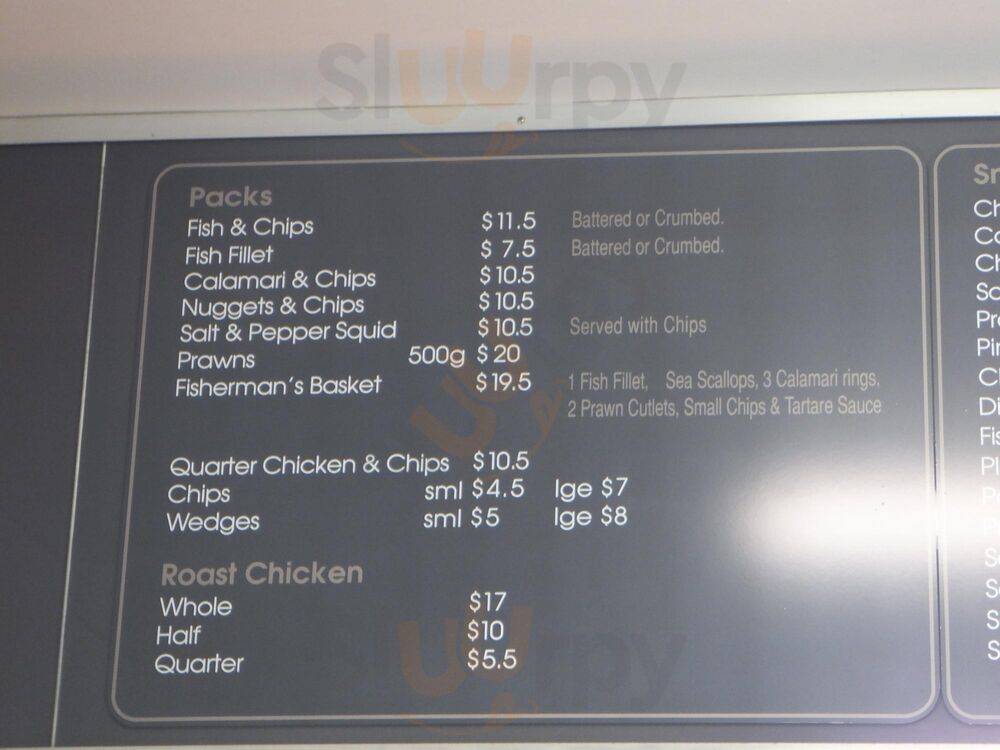 Slurpy
Packs
Fish & Chips $11.5 Battered or Crumbed.
Fish Fillet $7.5 Battered or Crumbed.
Calamari & Chips $10.5
Nuggets & Chips $10.5
Salt & Pepper Squid $10.5 Served with Chips
Prawns 500g $20
Fisherman's Basket $19.5 1 Fish Fillet, Sea Scallops, 3 Calamari rings,
2 Prawn Cutlets, Small Chips & Tartare Sauce
Quarter Chicken & Chips $10.5
Chips sml $4.5 lge $7
Wedges sml $5 lge $8
Roast Chicken
Whole $17
Half $10
Quarter $5.5